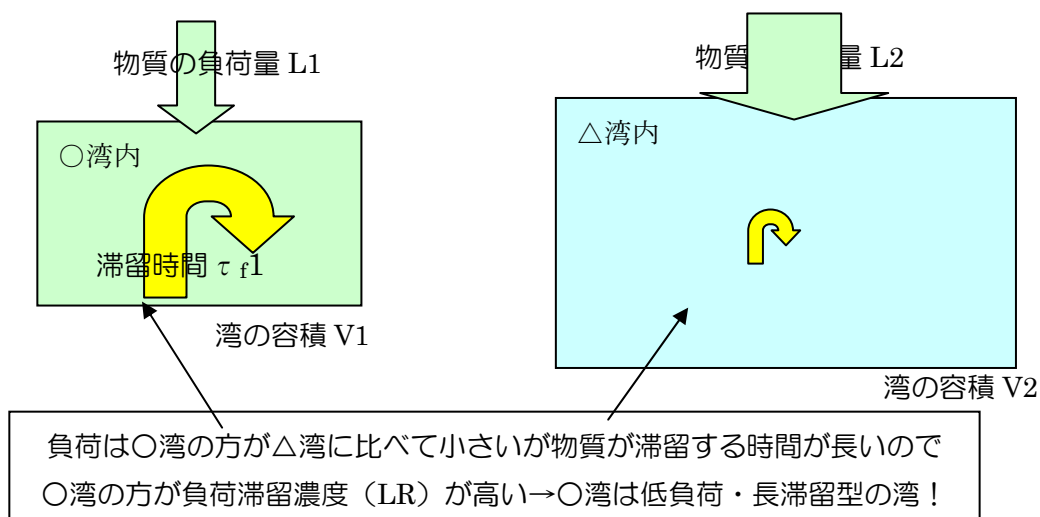 物質の負荷量 L1
物質 量 L2
○湾内
△湾内
滞留時間 τf1
湾の容積 V1
湾の容積 V2
負荷は○湾の方が△湾に比べて小さいが物質が滞留する時間が長いので
○湾の方が負荷滞留濃度（LR）が高い→○湾は低負荷・長滞留型の湾！